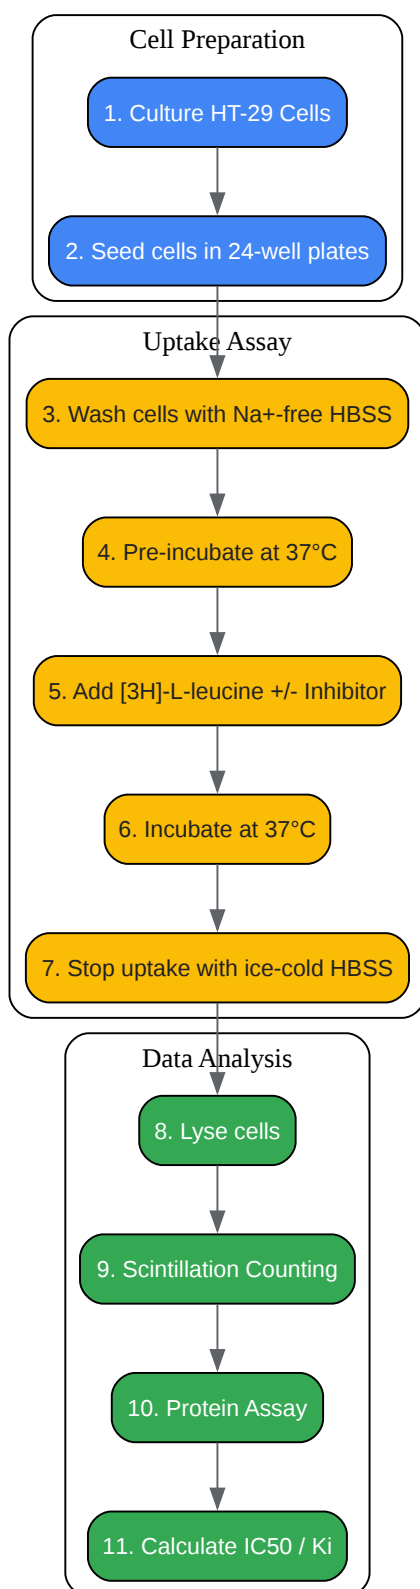 Cell Preparation
1. Culture HT-29 Cells
2. Seed cells in 24-well plates
Uptake Assay
3. Wash cells with Na+-free HBSS
4. Pre-incubate at 37°C
5. Add [3H]-L-leucine +/- Inhibitor
6. Incubate at 37°C
7. Stop uptake with ice-cold HBSS
Data Analysis
8. Lyse cells
9. Scintillation Counting
10. Protein Assay
11. Calculate IC50 / Ki